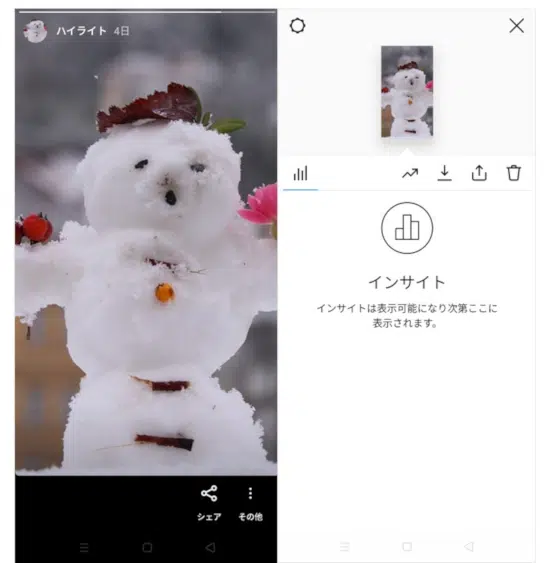 ハイライト 4日
シェア その他
インサイト
インサイトは表示可能になり次第ここに
表示されます。